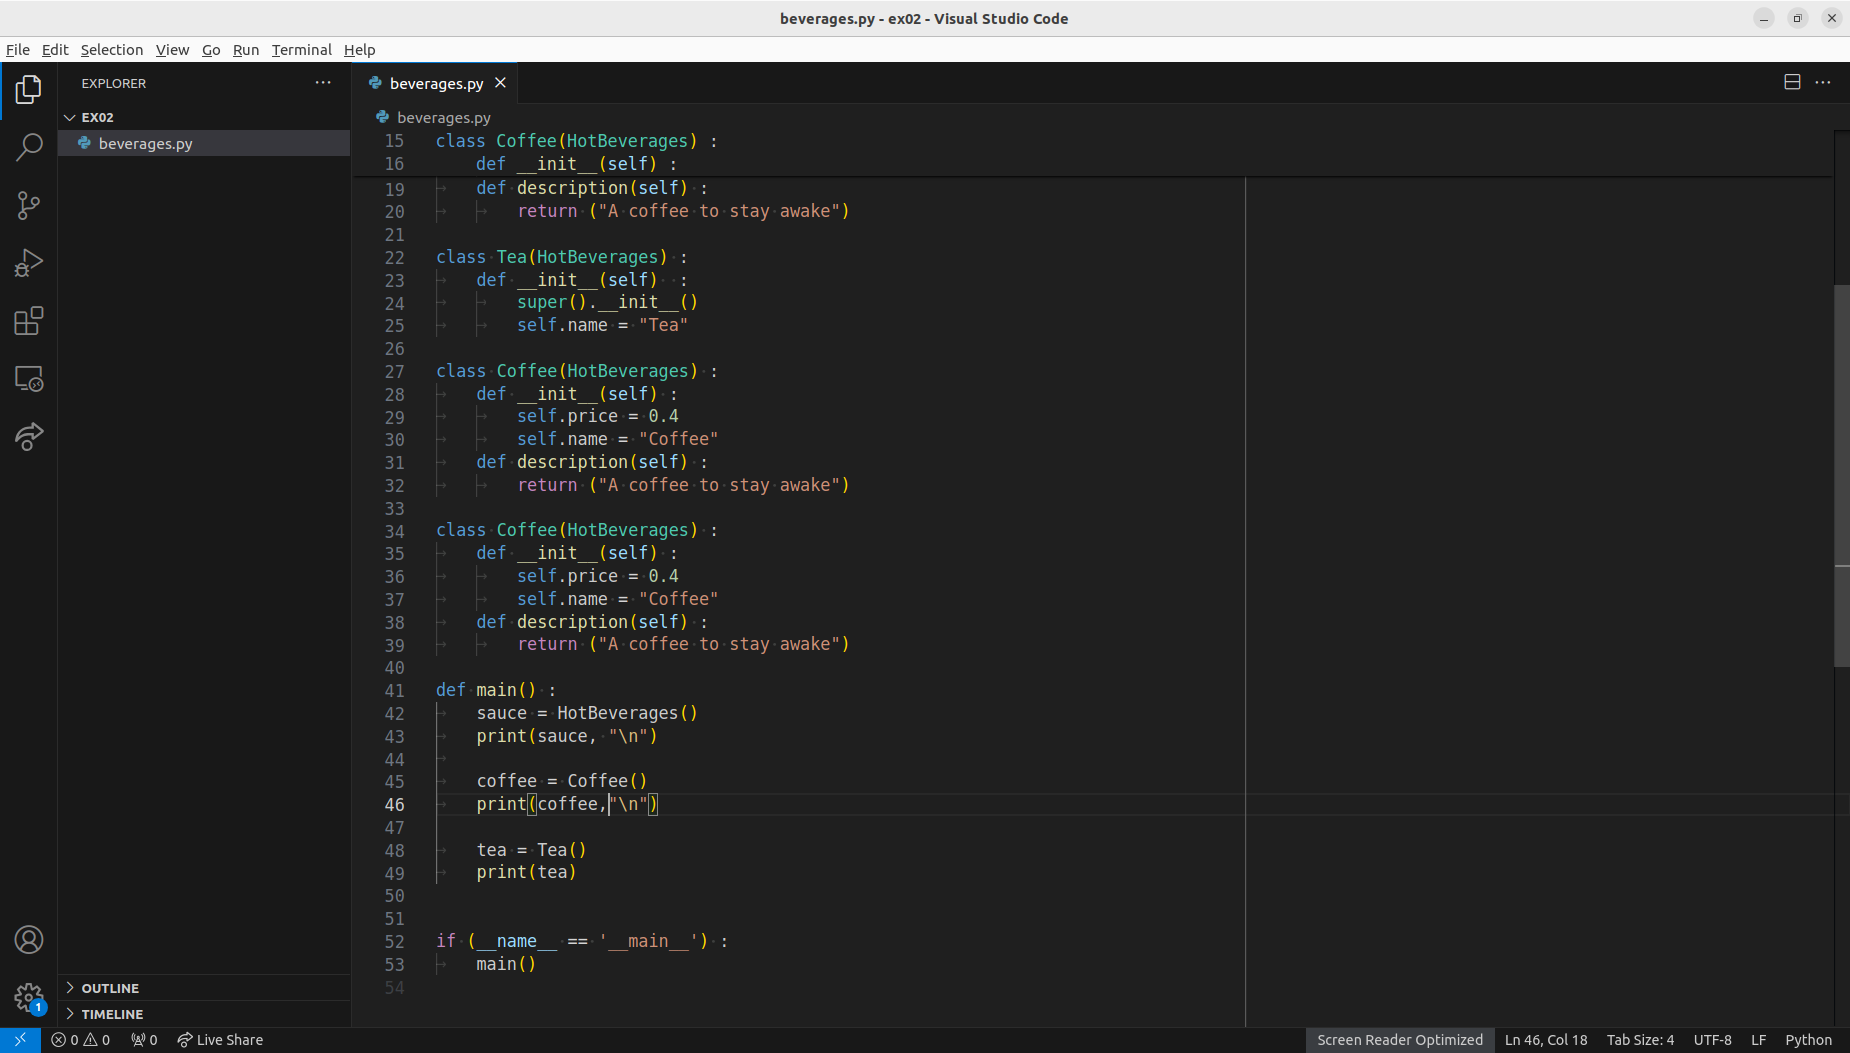 beverages.py - ex02 - Visual Studio Code
File Edit Selection View Go Run Terminal Help
EXPLORER
EX02
beverages.py
beverages.py
beverages.py
15 class Coffee(HotBeverages) :
16 def __init__(self) :
19 def description(self) :
20 return ("A coffee to stay awake")
21
22 class Tea(HotBeverages) :
23 def __init__(self)  :
24 super().__init__()
25 self.name = "Tea"
26
27 class Coffee(HotBeverages) :
28 def __init__(self) :
29 self.price = 0.4
30 self.name = "Coffee"
31 def description(self) :
32 return ("A coffee to stay awake")
33
34 class Coffee(HotBeverages) :
35 def __init__(self) :
36 self.price = 0.4
37 self.name = "Coffee"
38 def description(self) :
39 return ("A coffee to stay awake")
40
41 def main() :
42 sauce = HotBeverages()
43 print(sauce, "\n")
44
45 coffee = Coffee()
46 print(coffee,"\n")
47
48 tea = Tea()
49 print(tea)
50
51
52 if (__name__ == '__main__') :
53 main()
54
OUTLINE
TIMELINE
1
0 0 0 Live Share
Screen Reader Optimized Ln 46, Col 18 Tab Size: 4 UTF-8 LF Python